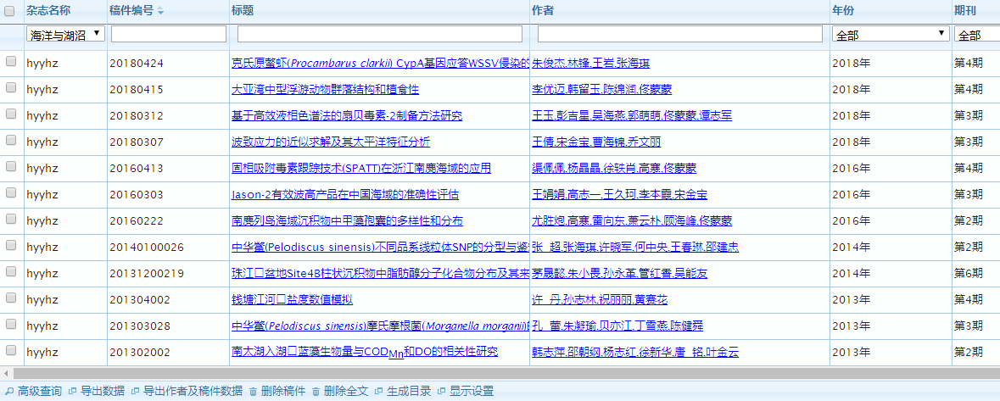 杂志名称 稿件编号 标题 作者 年份 期刊
海洋与湖沼 全部 全部
hyyhz 20180424 克氏原螯虾(Procambarus clarkii) CypA基因应答WSSV侵染的 朱俊杰,林锋,王岩,张海琪 2018年 第4期
hyyhz 20180415 大亚湾中型浮游动物群落结构和植食性 李优迈,韩留玉,陈绵润,佟蒙蒙 2018年 第4期
hyyhz 20180312 基于高效液相色谱法的扇贝毒素-2制备方法研究 王玉,彭吉星,吴海燕,郭萌萌,佟蒙蒙,谭志军 2018年 第3期
hyyhz 20180307 波致应力的近似求解及其太平洋特征分析 王倩,宋金宝,曹海锦,乔文丽 2018年 第3期
hyyhz 20160413 固相吸附毒素跟踪技术(SPATT)在浙江南麂海域的应用 渠佩佩,杨晶晶,徐轶肖,高寒,佟蒙蒙 2016年 第4期
hyyhz 20160303 Jason-2有效波高产品在中国海域的准确性评估 王娟娟,高志一,王久珂,李本霞,宋金宝 2016年 第3期
hyyhz 20160222 南麂列岛海域沉积物中甲藻孢囊的多样性和分布 尤胜炮,高寒,雷向东,萧云朴,顾海峰,佟蒙蒙 2016年 第2期
hyyhz 20140100026 中华鳖(Pelodiscus sinensis)不同品系线粒体SNP的分型与鉴 张 超,张海琪,许晓军,何中央,王春琳,邵建忠 2014年 第2期
hyyhz 20131200219 珠江口盆地Site4B柱状沉积物中脂肪醇分子化合物分布及其来 茅晟懿,朱小畏,孙永革,管红香,吴能友 2014年 第6期
hyyhz 201304002 钱塘江河口盐度数值模拟 许 丹,孙志林,祝丽丽,黄赛花 2013年 第4期
hyyhz 201303028 中华鳖(Pelodiscus sinensis)摩氏摩根菌(Morganella morganii)的 孔 蕾,朱凝瑜,贝亦江,丁雪燕,陈健舜 2013年 第3期
hyyhz 201302002 南太湖入湖口蓝藻生物量与CODMn和DO的相关性研究 韩志萍,邵朝纲,杨志红,徐新华,唐 铭,叶金云 2013年 第2期
高级查询 导出数据 导出作者及稿件数据 删除稿件 删除全文 生成目录 显示设置